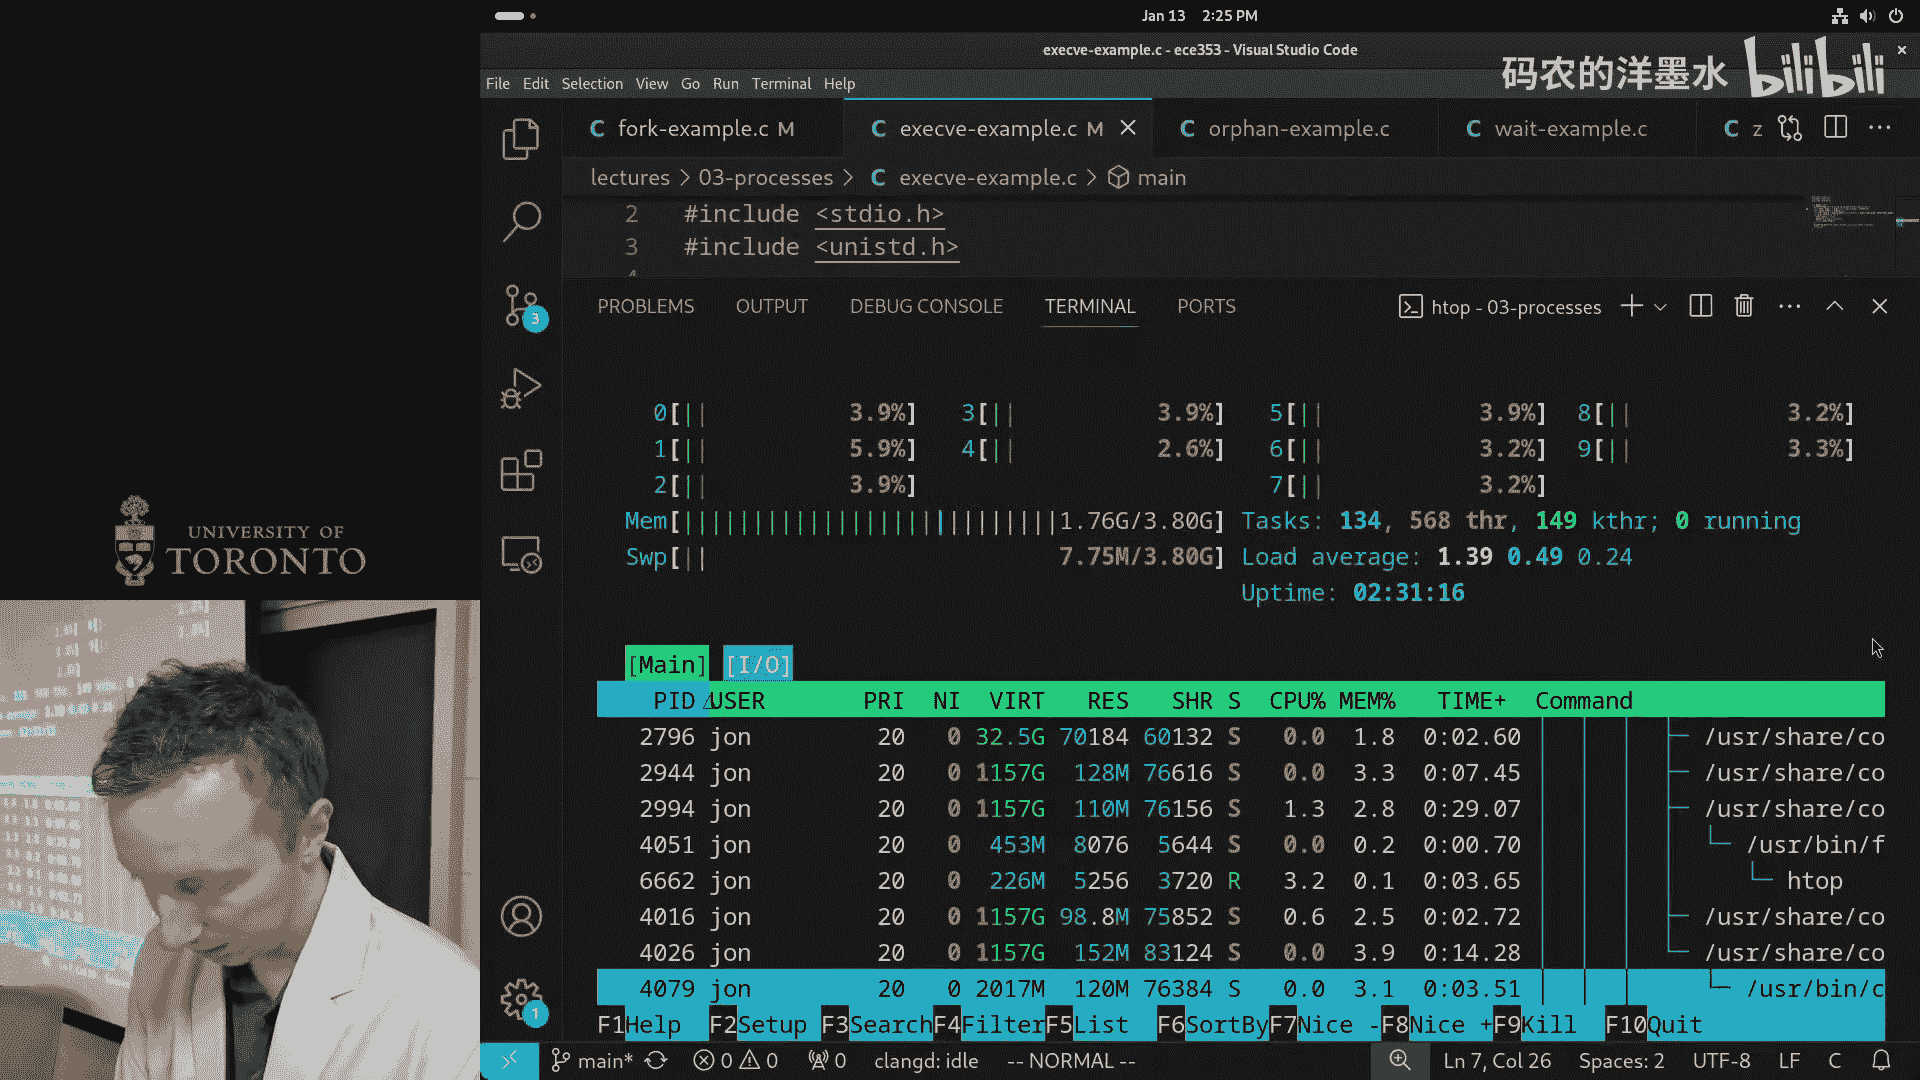 Jan 13 2:25 PM
execve-example.c - ece353 - Visual Studio Code
码农的洋墨水 bilibili
File Edit Selection View Go Run Terminal Help
C fork-example.c M C execve-example.c M C orphan-example.c C wait-example.c C z
lectures > 03-processes > C execve-example.c > main
2 #include <stdio.h>
3 #include <unistd.h>
3
PROBLEMS OUTPUT DEBUG CONSOLE TERMINAL PORTS htop - 03-processes
0[|| 3.9%] 3[|| 3.9%] 5[|| 3.9%] 8[|| 3.2%]
1[|| 5.9%] 4[|| 2.6%] 6[|| 3.2%] 9[|| 3.3%]
2[|| 3.9%] 7[|| 3.2%]
Mem[||||||||||||||||||||||||||1.76G/3.80G] Tasks: 134, 568 thr, 149 kthr; 0 running
Swp[|| 7.75M/3.80G] Load average: 1.39 0.49 0.24
Uptime: 02:31:16
UNIVERSITY OF
TORONTO
[Main] [I/O]
PID△USER PRI NI VIRT RES SHR S CPU% MEM% TIME+ Command
2796 jon 20 0 32.5G 70184 60132 S 0.0 1.8 0:02.60 /usr/share/co
2944 jon 20 0 1157G 128M 76616 S 0.0 3.3 0:07.45 /usr/share/co
2994 jon 20 0 1157G 110M 76156 S 1.3 2.8 0:29.07 /usr/share/co
4051 jon 20 0 453M 8076 5644 S 0.0 0.2 0:00.70 /usr/bin/f
6662 jon 20 0 226M 5256 3720 R 3.2 0.1 0:03.65 htop
4016 jon 20 0 1157G 98.8M 75852 S 0.6 2.5 0:02.72 /usr/share/co
4026 jon 20 0 1157G 152M 83124 S 0.0 3.9 0:14.28 /usr/share/co
4079 jon 20 0 2017M 120M 76384 S 0.0 3.1 0:03.51 /usr/bin/c
F1Help F2Setup F3SearchF4FilterF5List F6SortByF7Nice -F8Nice +F9Kill F10Quit
1
main* 0 0 0 clangd: idle -- NORMAL -- Ln 7, Col 26 Spaces: 2 UTF-8 LF C